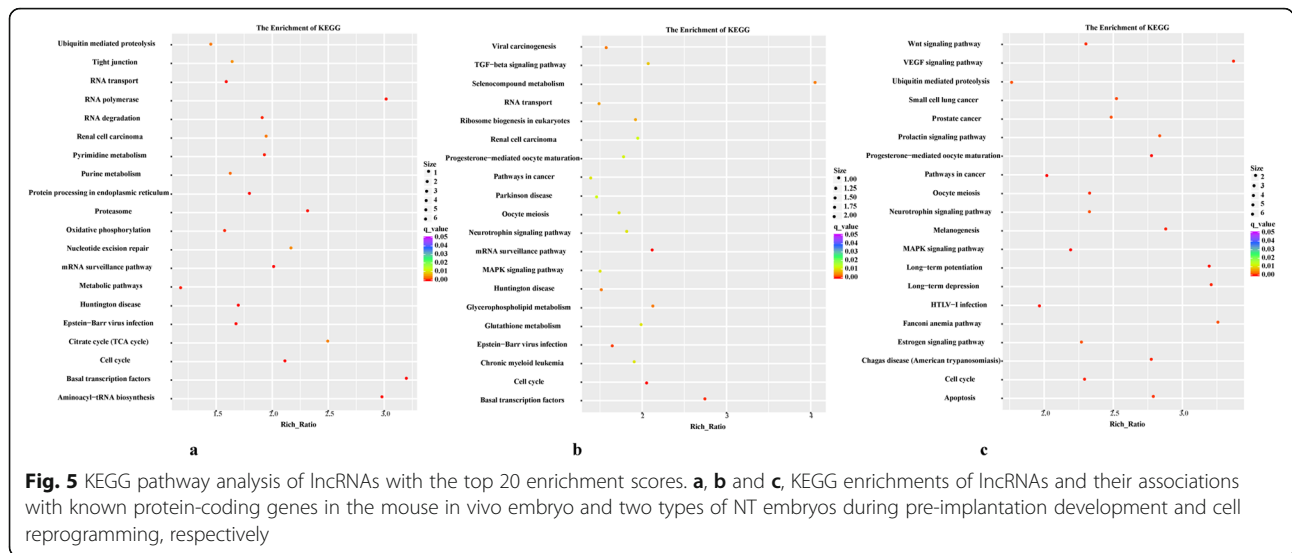 The Enrichment of KEGG
Ubiquitin mediated proteolysis
Tight junction
RNA transport
RNA polymerase
RNA degradation
Renal cell carcinoma
Pyrimidine metabolism
Purine metabolism
Protein processing in endoplasmic reticulum
Proteasome
Oxidative phosphorylation
Nucleotide excision repair
mRNA surveillance pathway
Metabolic pathways
Huntington disease
Epstein−Barr virus infection
Citrate cycle (TCA cycle)
Cell cycle
Basal transcription factors
Aminoacyl−tRNA biosynthesis
1.5 2.0 2.5 3.0
Rich_Ratio
Size
1
2
3
4
5
6
q_value
0.05
0.04
0.03
0.02
0.01
0.00
a
The Enrichment of KEGG
Viral carcinogenesis
TGF−beta signaling pathway
Selenocompound metabolism
RNA transport
Ribosome biogenesis in eukaryotes
Renal cell carcinoma
Progesterone−mediated oocyte maturation
Pathways in cancer
Parkinson disease
Oocyte meiosis
Neurotrophin signaling pathway
mRNA surveillance pathway
MAPK signaling pathway
Huntington disease
Glycerophospholipid metabolism
Glutathione metabolism
Epstein−Barr virus infection
Chronic myeloid leukemia
Cell cycle
Basal transcription factors
2 3 4
Rich_Ratio
Size
1.00
1.25
1.50
1.75
2.00
q_value
0.05
0.04
0.03
0.02
0.01
0.00
b
The Enrichment of KEGG
Wnt signaling pathway
VEGF signaling pathway
Ubiquitin mediated proteolysis
Small cell lung cancer
Prostate cancer
Prolactin signaling pathway
Progesterone−mediated oocyte maturation
Pathways in cancer
Oocyte meiosis
Neurotrophin signaling pathway
Melanogenesis
MAPK signaling pathway
Long−term potentiation
Long−term depression
HTLV−I infection
Fanconi anemia pathway
Estrogen signaling pathway
Chagas disease (American trypanosomiasis)
Cell cycle
Apoptosis
2.0 2.5 3.0
Rich_Ratio
Size
2
3
4
5
6
q_value
0.05
0.04
0.03
0.02
0.01
0.00
c
Fig. 5 KEGG pathway analysis of lncRNAs with the top 20 enrichment scores. a, b and c, KEGG enrichments of lncRNAs and their associations
with known protein-coding genes in the mouse in vivo embryo and two types of NT embryos during pre-implantation development and cell
reprogramming, respectively